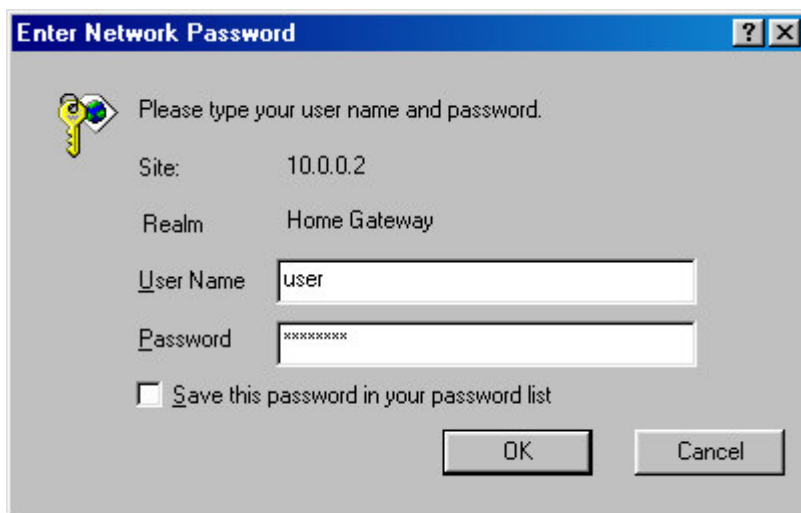 Enter Network Password
Please type your user name and password.
Site: 10.0.0.2
Realm Home Gateway
User Name user
Password ********
Save this password in your password list
OK Cancel